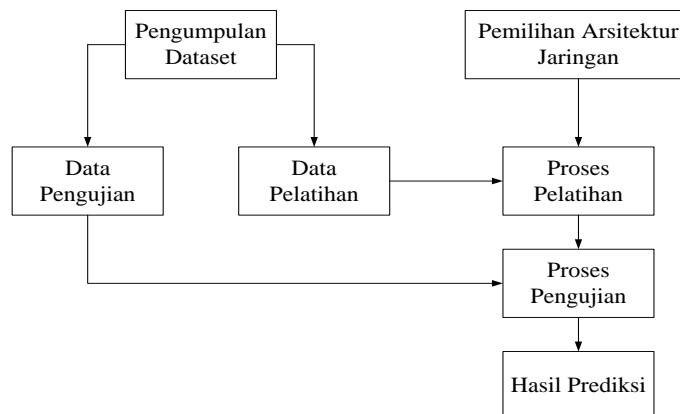 Pengumpulan
Dataset
Pemilihan Arsitektur
Jaringan
Data
Pengujian
Data
Pelatihan
Proses
Pelatihan
Proses
Pengujian
Hasil Prediksi